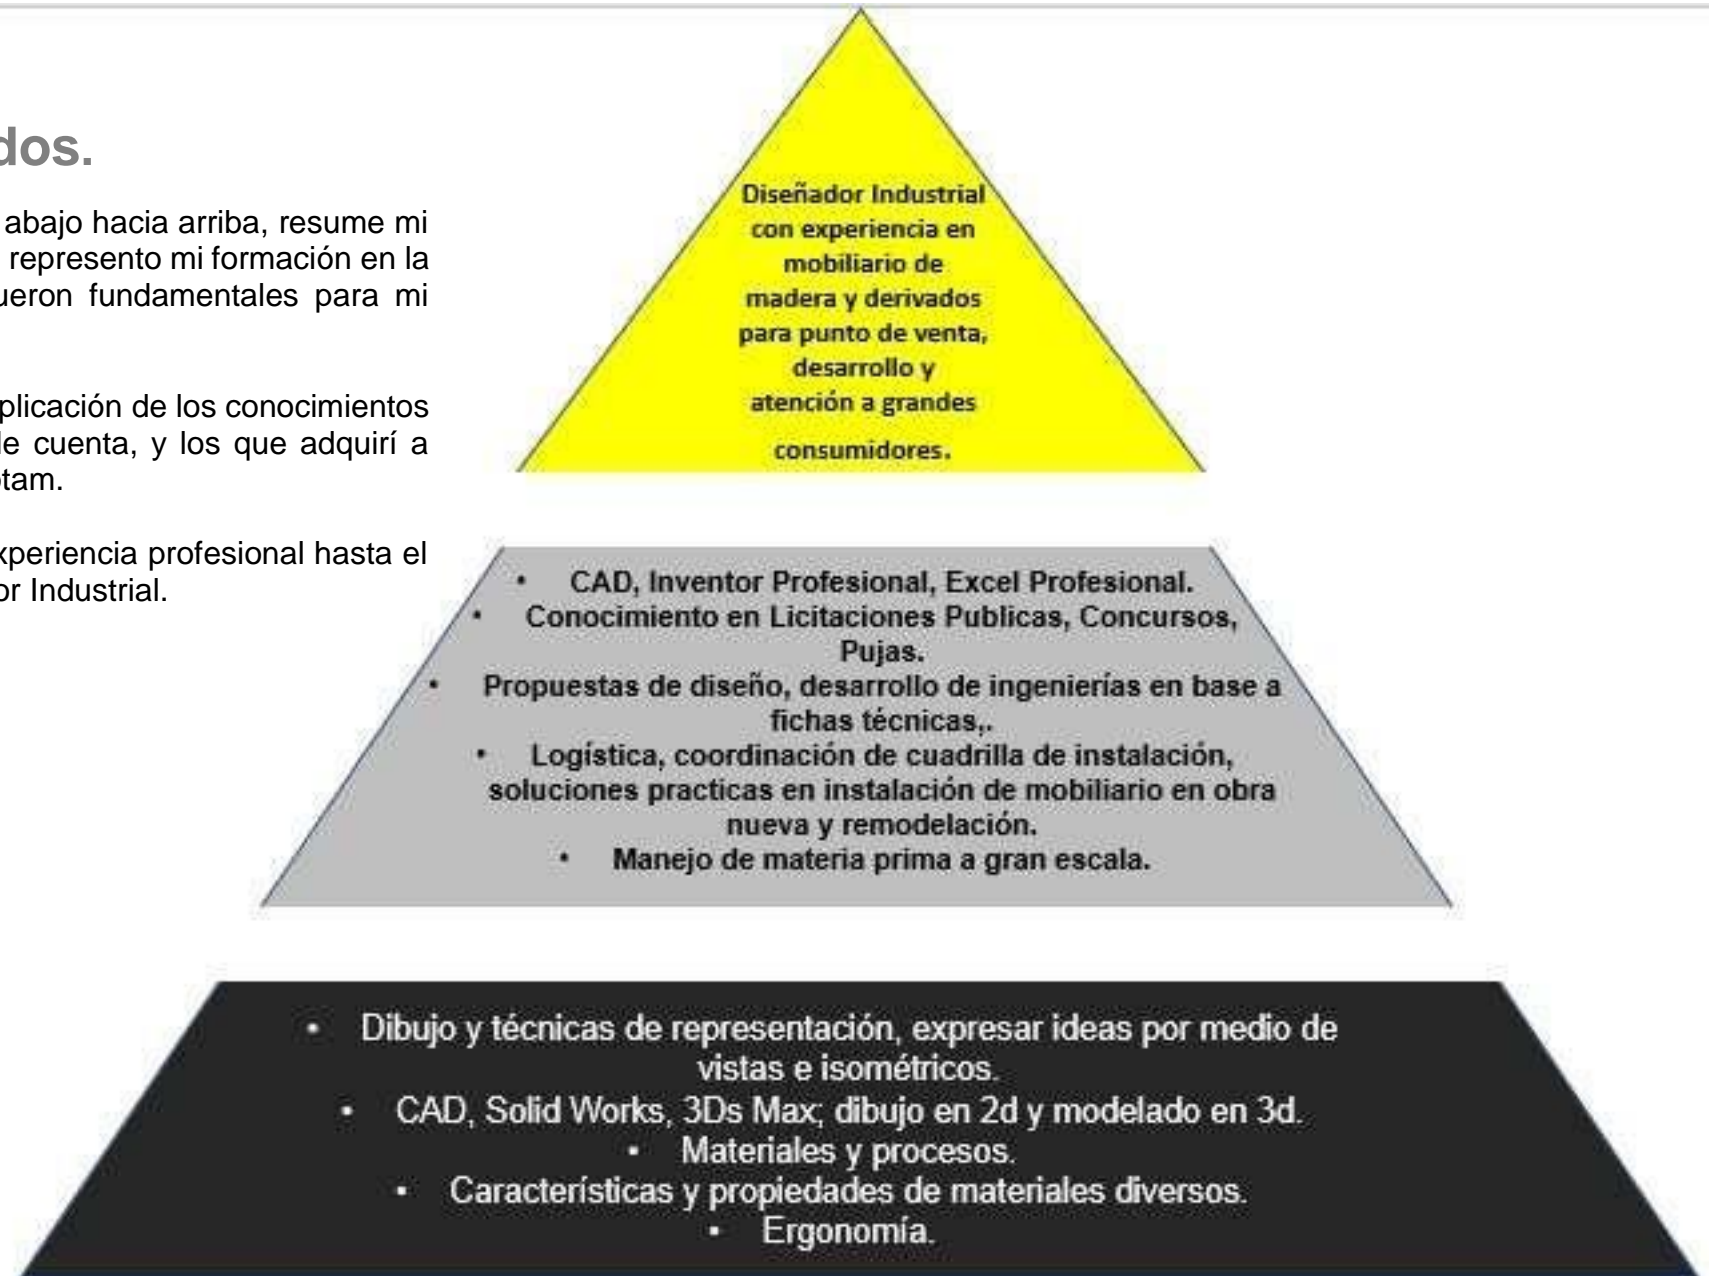 dos.
abajo hacia arriba, resume mi
represento mi formación en la
ueron fundamentales para mi
plicación de los conocimientos
le cuenta, y los que adquirí a
otam.
xperiencia profesional hasta el
or Industrial.
Diseñador Industrial
con experiencia en
mobiliario de
madera y derivados
para punto de venta,
desarrollo y
atención a grandes
consumidores.
• CAD, Inventor Profesional, Excel Profesional.
• Conocimiento en Licitaciones Publicas, Concursos,
Pujas.
• Propuestas de diseño, desarrollo de ingenierías en base a
fichas técnicas,.
• Logística, coordinación de cuadrilla de instalación,
soluciones practicas en instalación de mobiliario en obra
nueva y remodelación.
• Manejo de materia prima a gran escala.
• Dibujo y técnicas de representación, expresar ideas por medio de
vistas e isométricos.
• CAD, Solid Works, 3Ds Max; dibujo en 2d y modelado en 3d.
• Materiales y procesos.
• Características y propiedades de materiales diversos.
• Ergonomía.